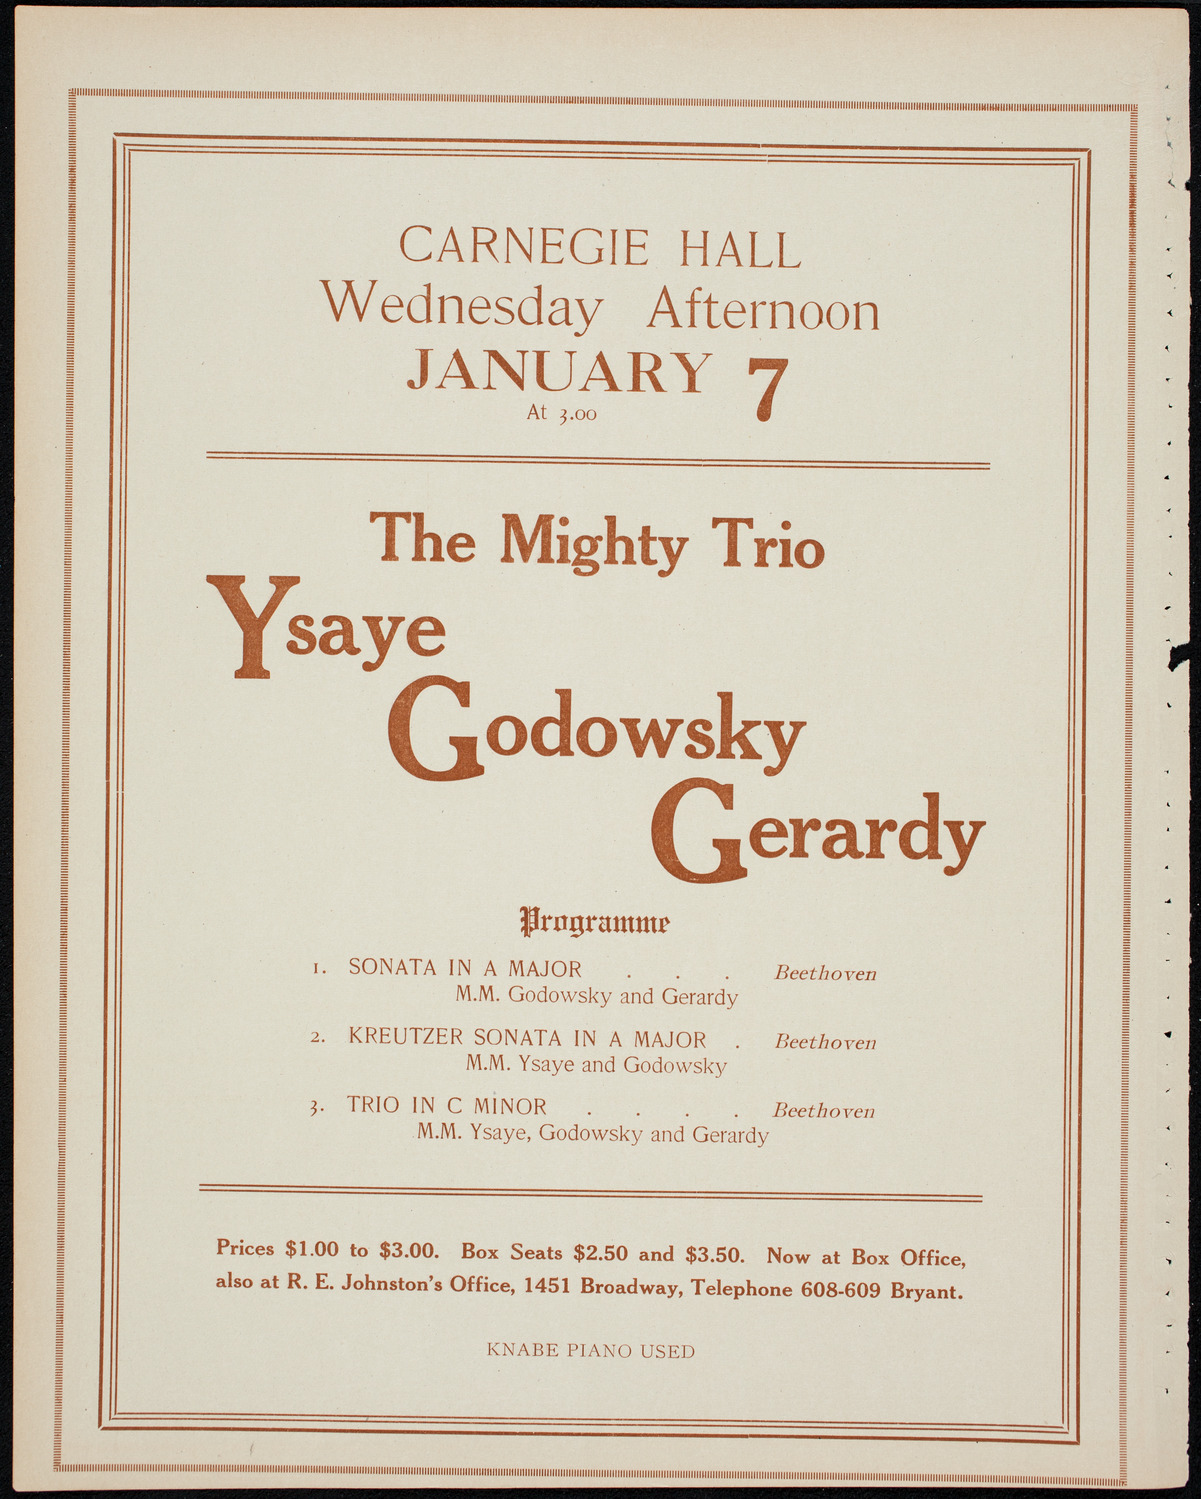 CARNEGIE HALL
Wednesday Afternoon
JANUARY 7
At 3.00
The Mighty Trio
Ysaye
Godowsky
Gerardy
Programme
1. SONATA IN A MAJOR . . . Beethoven
M.M. Godowsky and Gerardy
2. KREUTZER SONATA IN A MAJOR . Beethoven
M.M. Ysaye and Godowsky
3. TRIO IN C MINOR . . . . Beethoven
M.M. Ysaye, Godowsky and Gerardy
Prices $1.00 to $3.00. Box Seats $2.50 and $3.50. Now at Box Office,
also at R. E. Johnston's Office, 1451 Broadway, Telephone 608-609 Bryant.
KNABE PIANO USED